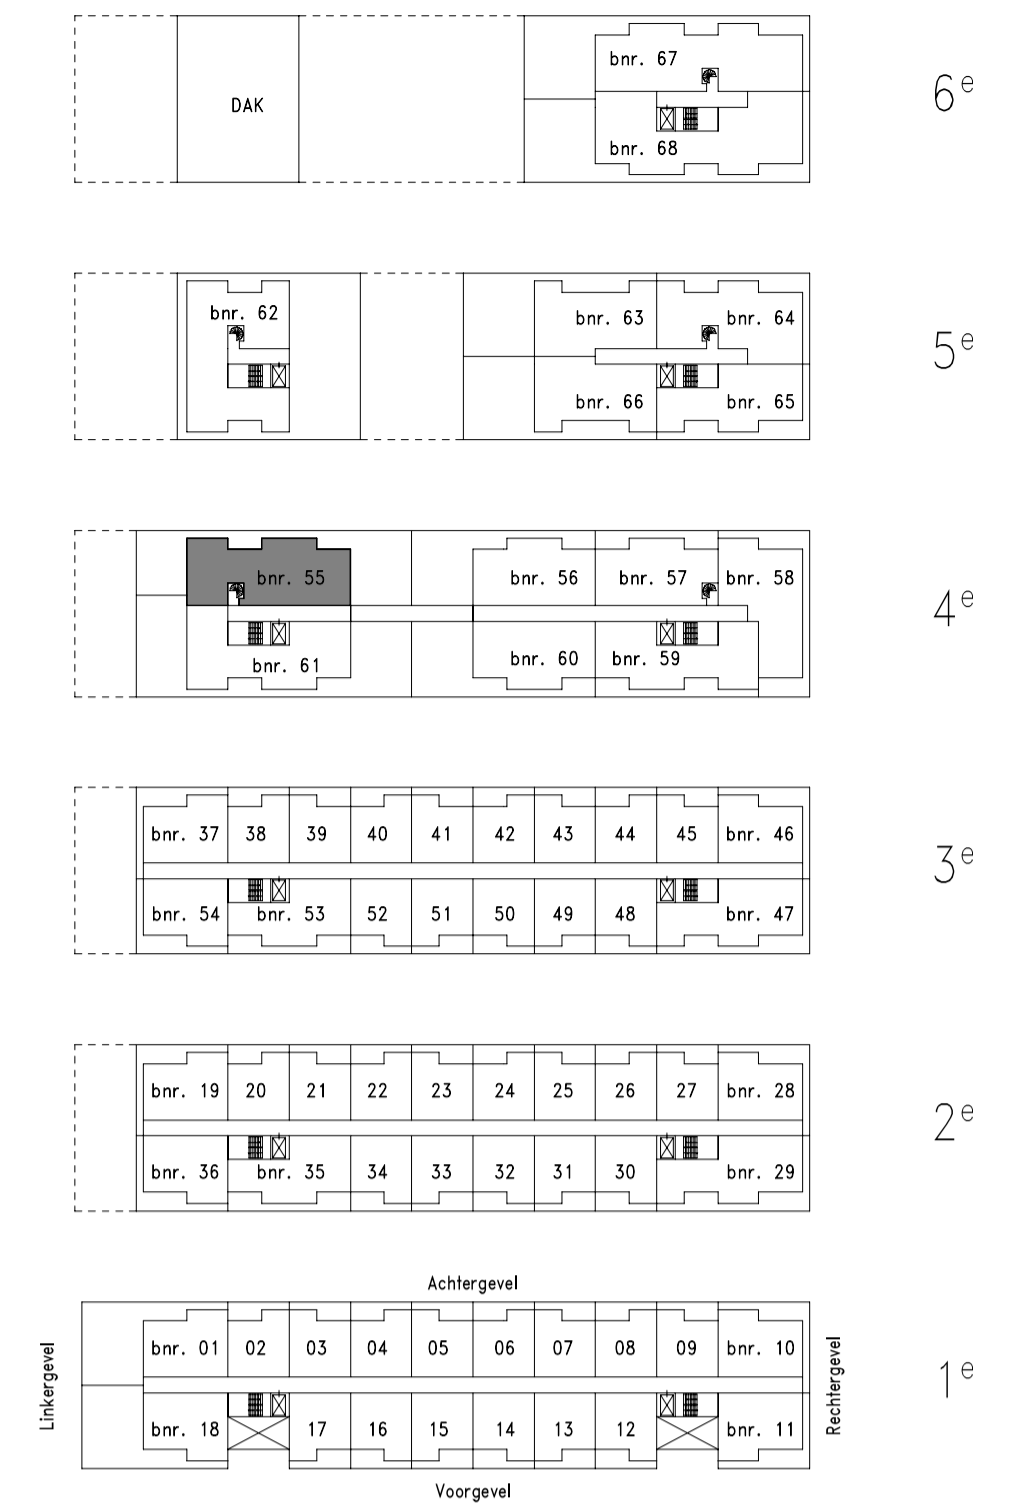 bnr. 67
DAK
6e
bnr. 68
bnr. 62
bnr. 63
bnr. 64
5e
bnr. 66
bnr. 65
bnr. 55
bnr. 56
bnr. 57
bnr. 58
4e
bnr. 61
bnr. 60
bnr. 59
bnr. 37 38 39 40 41 42 43 44 45 bnr. 46
3e
bnr. 54 bnr. 53 52 51 50 49 48 bnr. 47
bnr. 19 20 21 22 23 24 25 26 27 bnr. 28
2e
bnr. 36 bnr. 35 34 33 32 31 30 bnr. 29
Achtergevel
Linkergevel
bnr. 01 02 03 04 05 06 07 08 09 bnr. 10
Rechtergevel
1e
bnr. 18 17 16 15 14 13 12 bnr. 11
Voorgevel